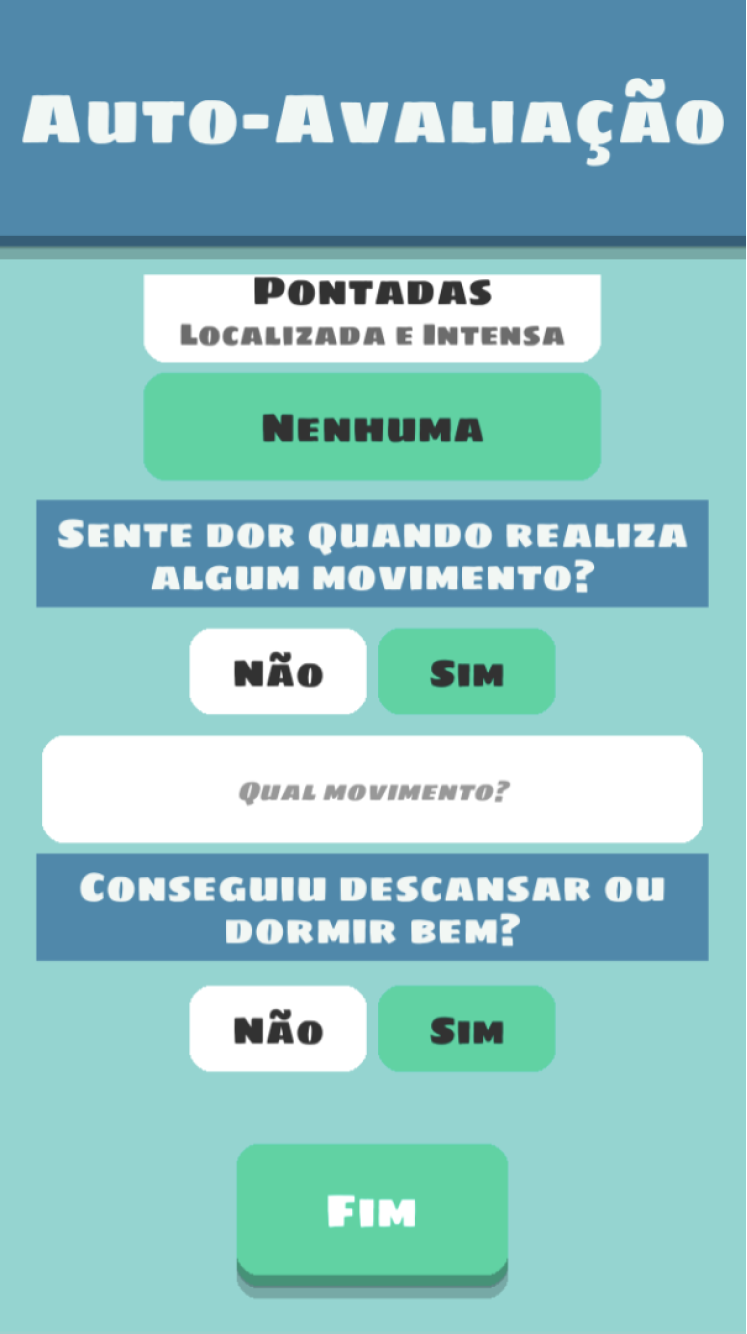 Auto-Avaliação
Pontadas
Localizada e Intensa
Nenhuma
Sente dor quando realiza
algum movimento?
Não
Sim
Qual movimento?
Conseguiu descansar ou
dormir bem?
Não
Sim
Fim